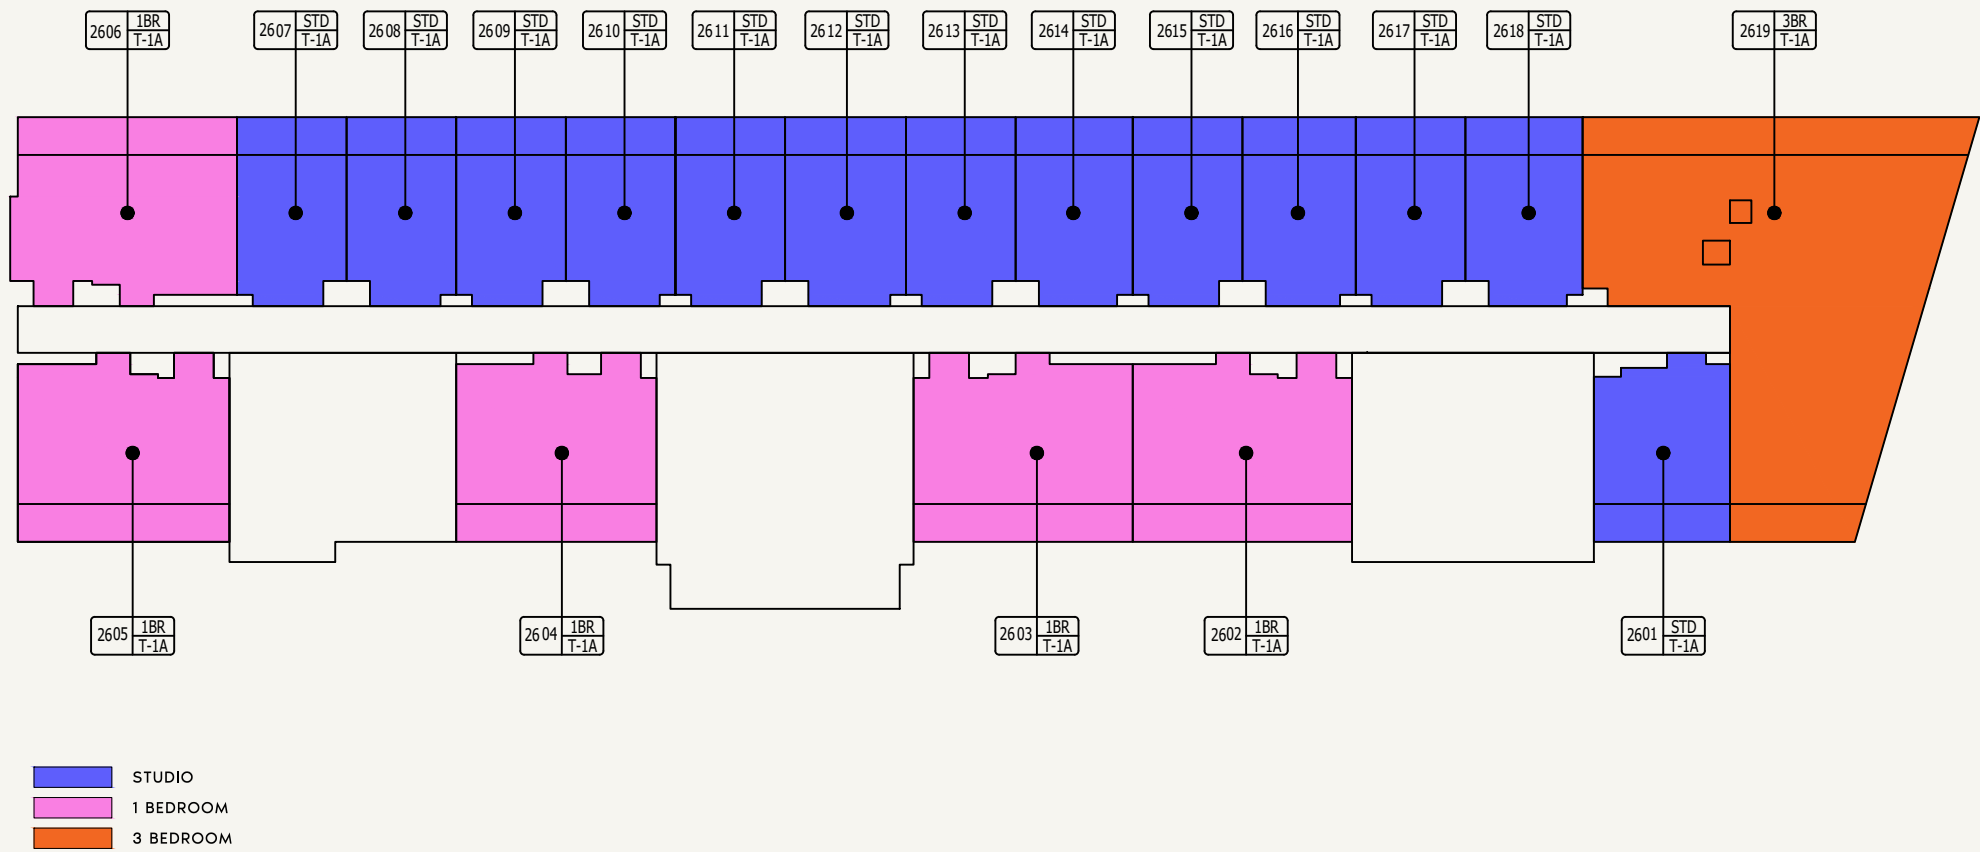 2606 1BR T-1A
2607 STD T-1A
2608 STD T-1A
2609 STD T-1A
2610 STD T-1A
2611 STD T-1A
2612 STD T-1A
2613 STD T-1A
2614 STD T-1A
2615 STD T-1A
2616 STD T-1A
2617 STD T-1A
2618 STD T-1A
2619 3BR T-1A
2605 1BR T-1A
2604 1BR T-1A
2603 1BR T-1A
2602 1BR T-1A
2601 STD T-1A
STUDIO
1 BEDROOM
3 BEDROOM